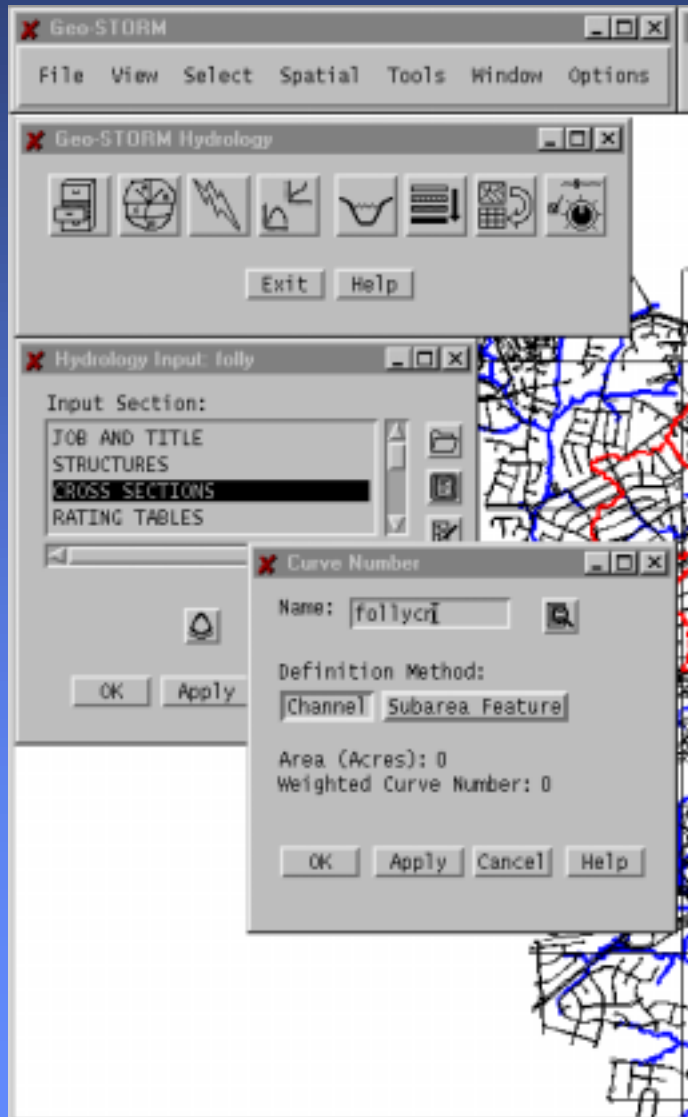 Geo-STORM
File View Select Spatial Tools Window Options
Geo-STORM Hydrology
Exit Help
Hydrology Input: folly
Input Section:
JOB AND TITLE
STRUCTURES
CROSS SECTIONS
RATING TABLES
OK Apply
Curve Number
Name: follycn
Definition Method:
Channel Subarea Feature
Area (Acres): 0
Weighted Curve Number: 0
OK Apply Cancel Help